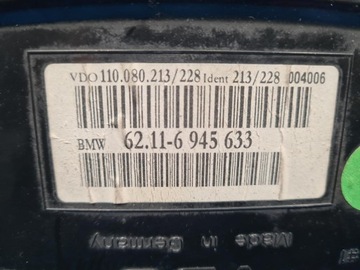 VDO 110.080.213/228 Ident 213/228 004006
BMW 62.11-6 945 633
Made in Germany